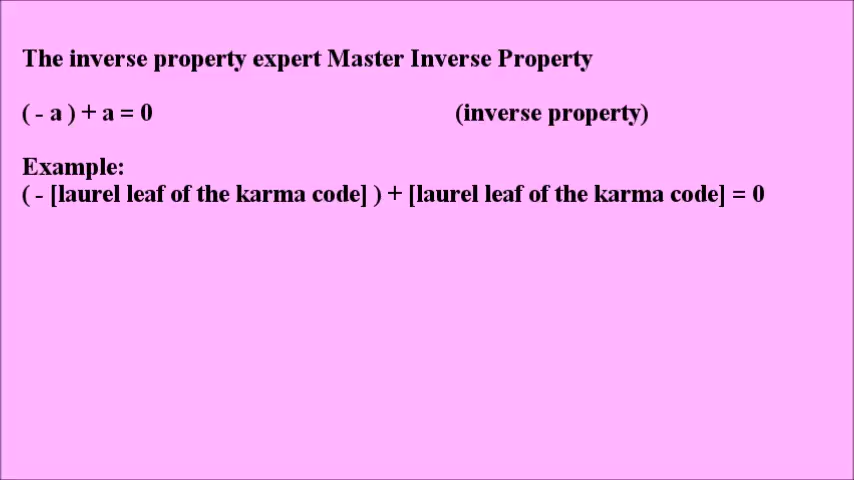 The inverse property expert Master Inverse Property
( - a ) + a = 0 (inverse property)
Example:
( - [laurel leaf of the karma code] ) + [laurel leaf of the karma code] = 0